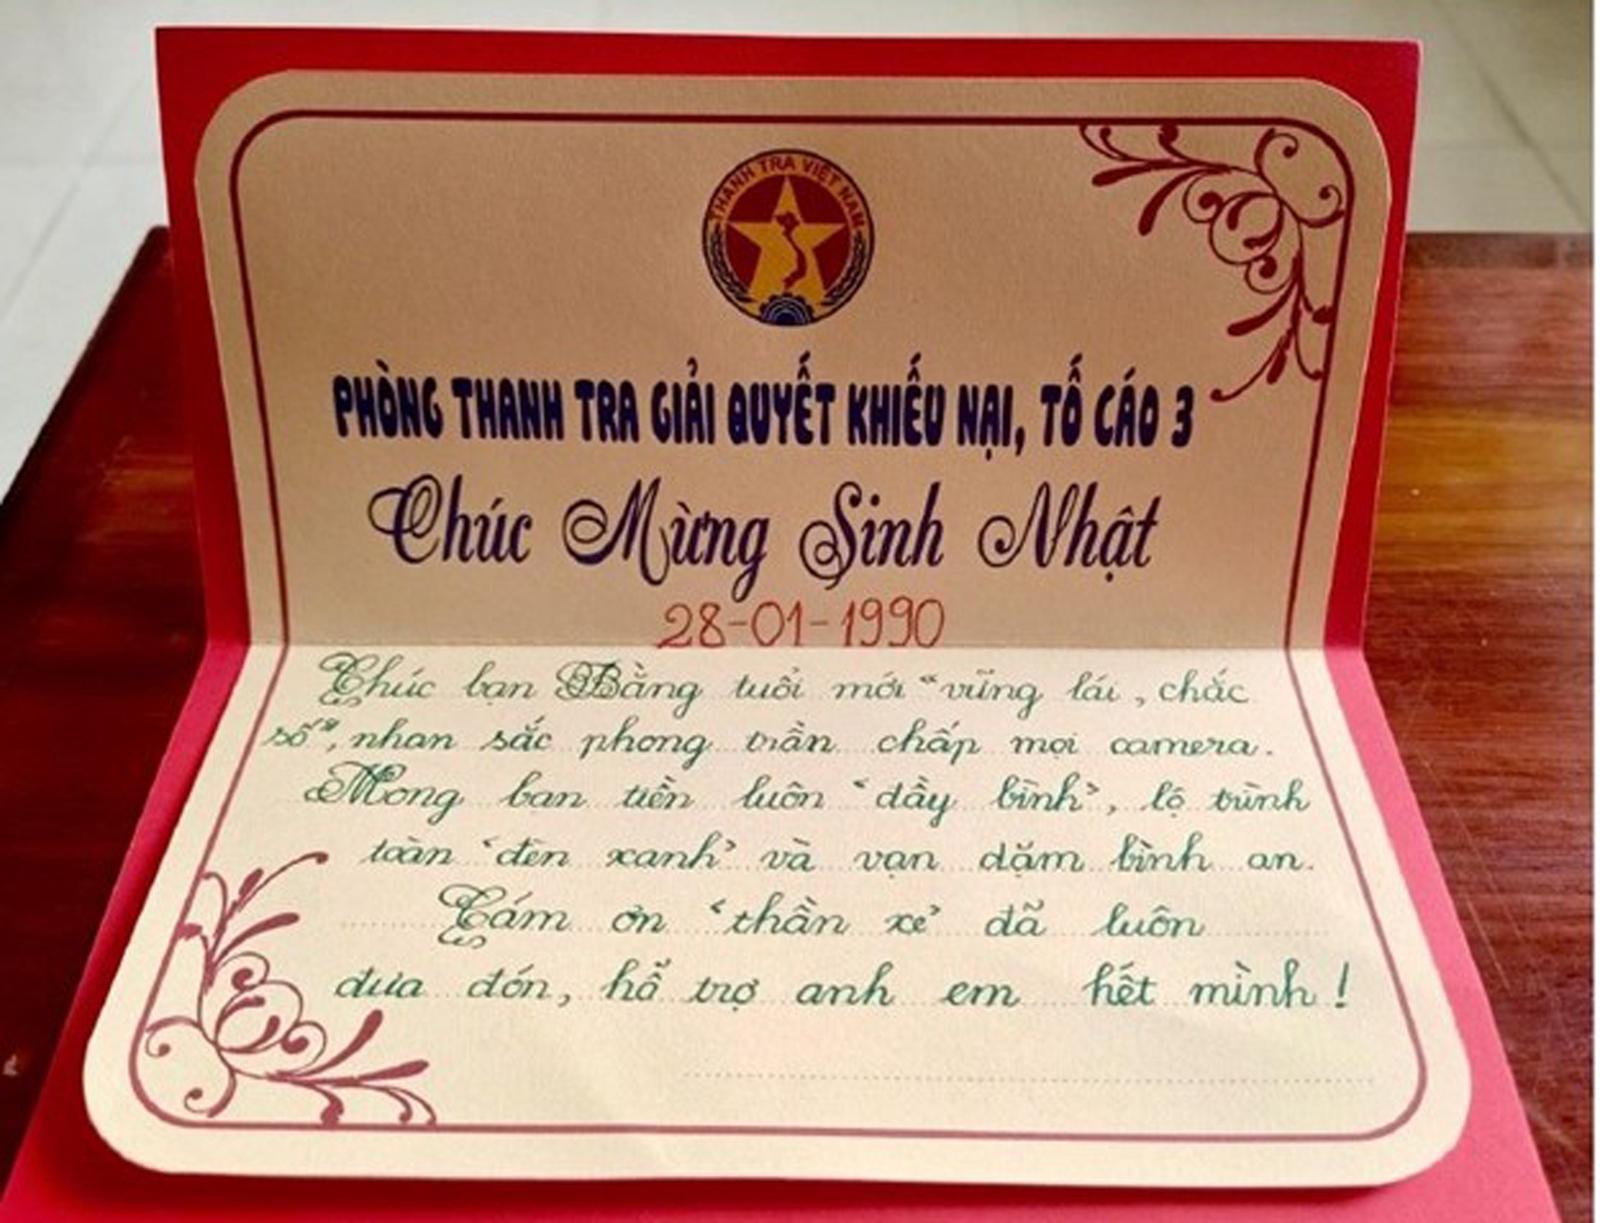 THANH TRA VIỆT NAM
PHÒNG THANH TRA GIẢI QUYẾT KHIẾU NẠI, TỐ CÁO 3
Chúc Mừng Sinh Nhật
28-01-1990
Chúc bạn Bằng tuổi mới "vững lái, chắc
số", nhan sắc phong trần chấp mọi camera.
Mong bạn tiền luôn 'đầy bình', lộ trình
toàn 'đèn xanh' và vạn dặm bình an.
Cám ơn 'thần xẻ' đã luôn
đưa đón, hỗ trợ anh em hết mình!